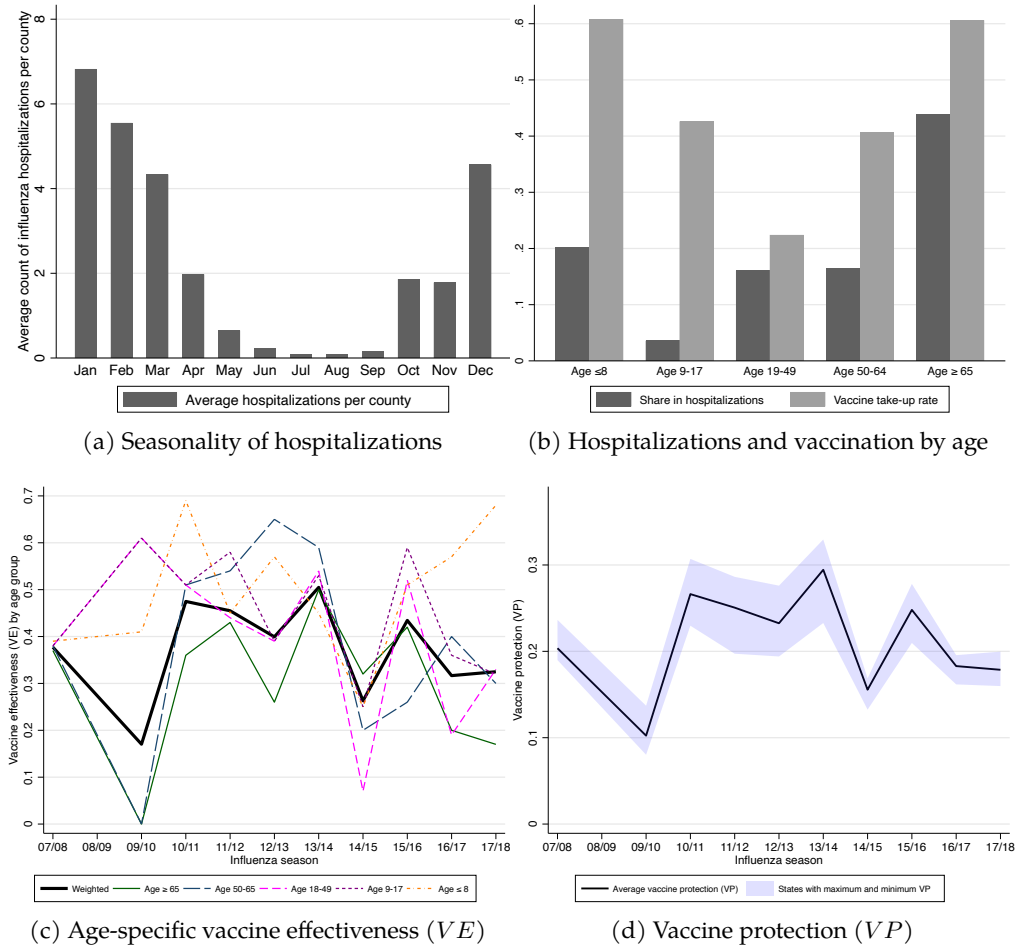 Average count of influenza hospitalizations per county
8
6
4
2
0
Jan Feb Mar Apr May Jun Jul Aug Sep Oct Nov Dec
Average hospitalizations per county
(a) Seasonality of hospitalizations
.6
.5
.4
.3
.2
.1
0
Age ≤8 Age 9-17 Age 19-49 Age 50-64 Age ≥ 65
Share in hospitalizations Vaccine take-up rate
(b) Hospitalizations and vaccination by age
Vaccine effectiveness (VE) by age group
0.7
0.6
0.5
0.4
0.3
0.2
0.1
0
07/08 08/09 09/10 10/11 11/12 12/13 13/14 14/15 15/16 16/17 17/18
Influenza season
Weighted Age ≥ 65 Age 50-65 Age 18-49 Age 9-17 Age ≤ 8
(c) Age-specific vaccine effectiveness (VE)
Vaccine protection (VP)
0.3
0.2
0.1
0
07/08 08/09 09/10 10/11 11/12 12/13 13/14 14/15 15/16 16/17 17/18
Influenza season
Average vaccine protection (VP) States with maximum and minimum VP
(d) Vaccine protection (VP)